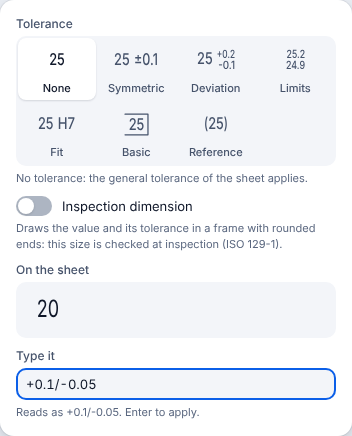 Tolerance
25 25 ±0.1 25 +0.2 -0.1 25.2 24.9
None Symmetric Deviation Limits
25 H7 25 (25)
Fit Basic Reference
No tolerance: the general tolerance of the sheet applies.
Inspection dimension
Draws the value and its tolerance in a frame with rounded
ends: this size is checked at inspection (ISO 129-1).
On the sheet
20
Type it
+0.1/-0.05
Reads as +0.1/-0.05. Enter to apply.